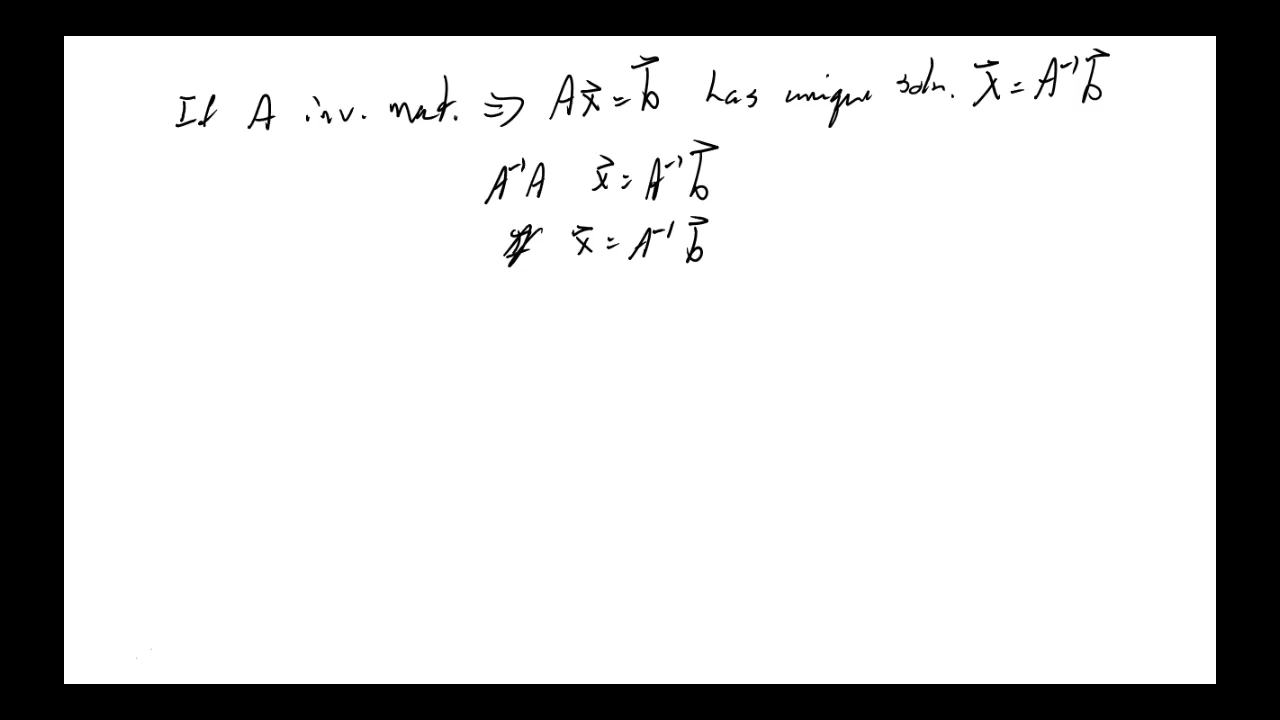 If A inv. mat. ⇒ Ax⃗ = b⃗ has unique soln. x⃗ = A⁻¹b⃗
A⁻¹A x⃗ = A⁻¹b⃗
x⃗ = A⁻¹b⃗